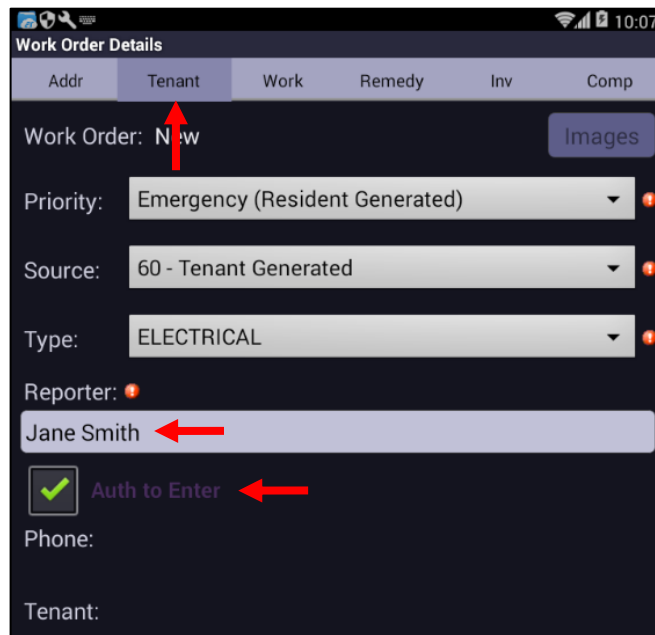 10:07
Work Order Details
Addr Tenant Work Remedy Inv Comp
Work Order: New Images
Priority: Emergency (Resident Generated)
Source: 60 - Tenant Generated
Type: ELECTRICAL
Reporter:
Jane Smith
Auth to Enter
Phone:
Tenant: